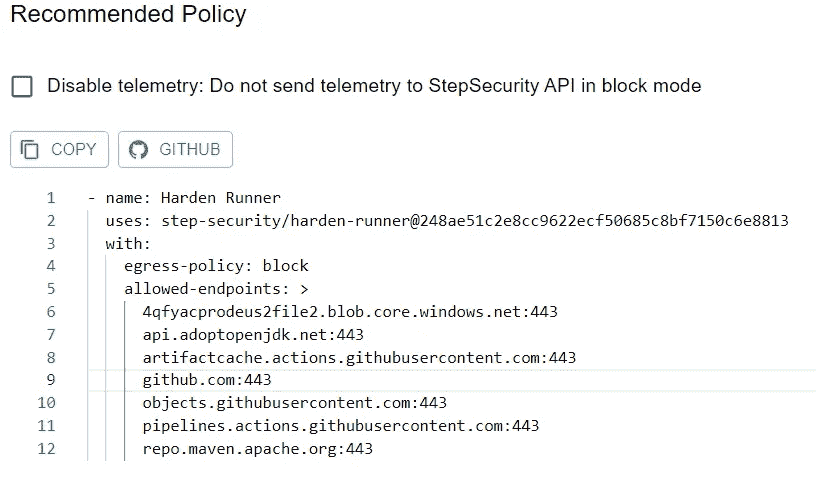 Recommended Policy
Disable telemetry: Do not send telemetry to StepSecurity API in block mode
COPY GITHUB
1 - name: Harden Runner
2 uses: step-security/harden-runner@248ae51c2e8cc9622ecf50685c8bf7150c6e8813
3 with:
4 egress-policy: block
5 allowed-endpoints: >
6 4qfyacprodeus2file2.blob.core.windows.net:443
7 api.adoptopenjdk.net:443
8 artifactcache.actions.githubusercontent.com:443
9 github.com:443
10 objects.githubusercontent.com:443
11 pipelines.actions.githubusercontent.com:443
12 repo.maven.apache.org:443